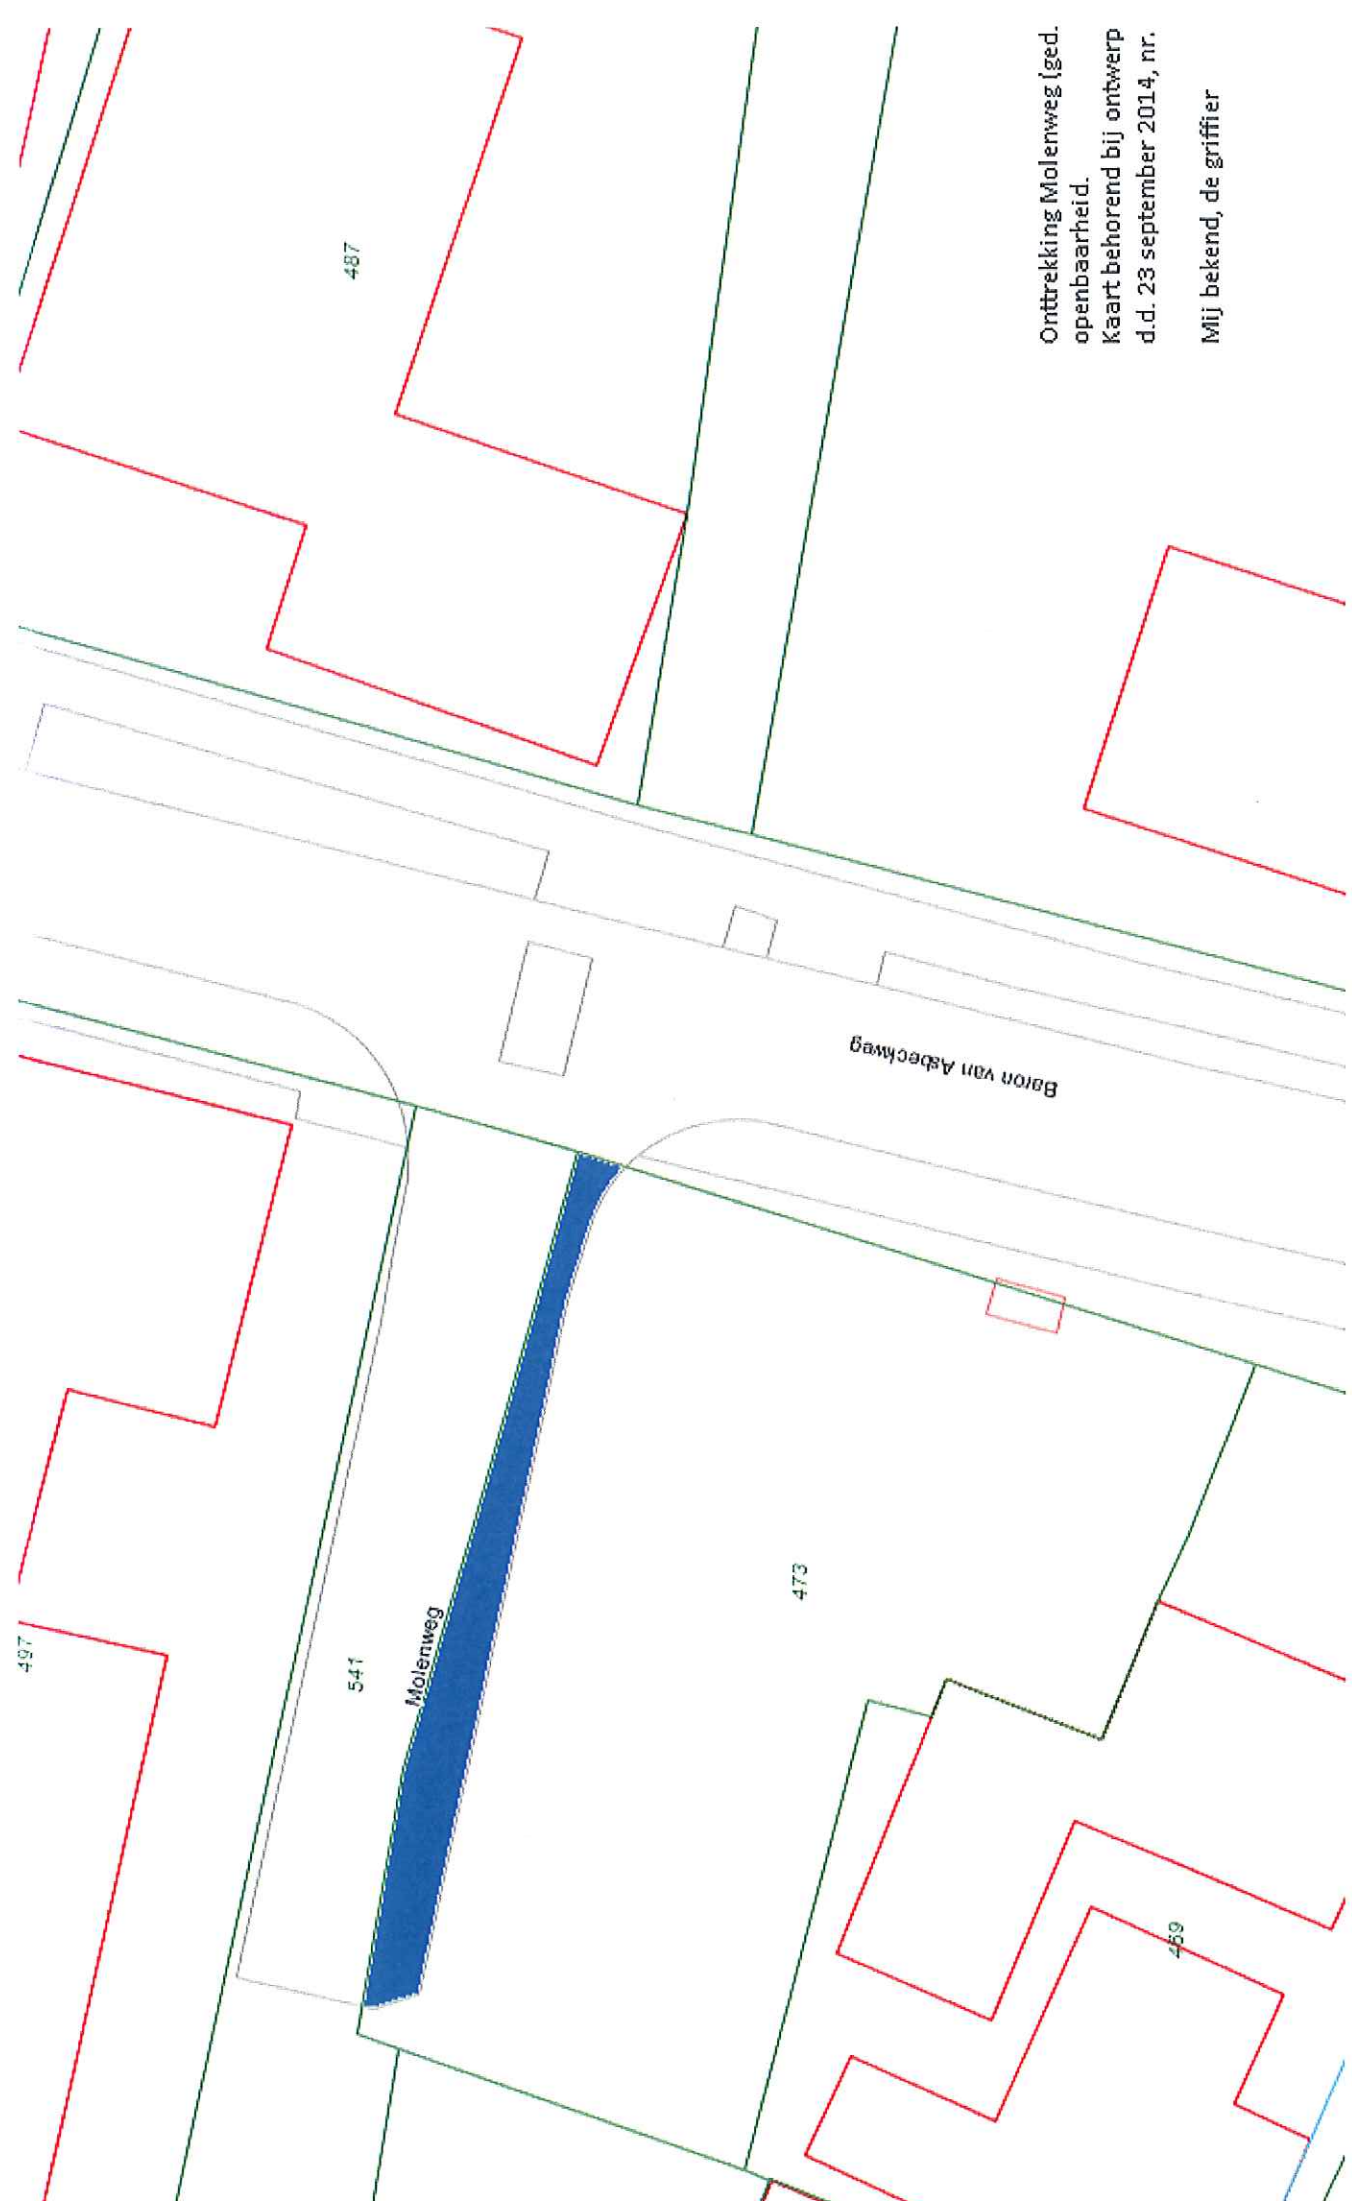 Onttrekking Molenweg (ged.
openbaarheid.
Kaart behorend bij ontwerp
d.d. 23 september 2014, nr.
Mij bekend, de griffier
487
Baron van Asbeckweg
497
541
Molenweg
473
469